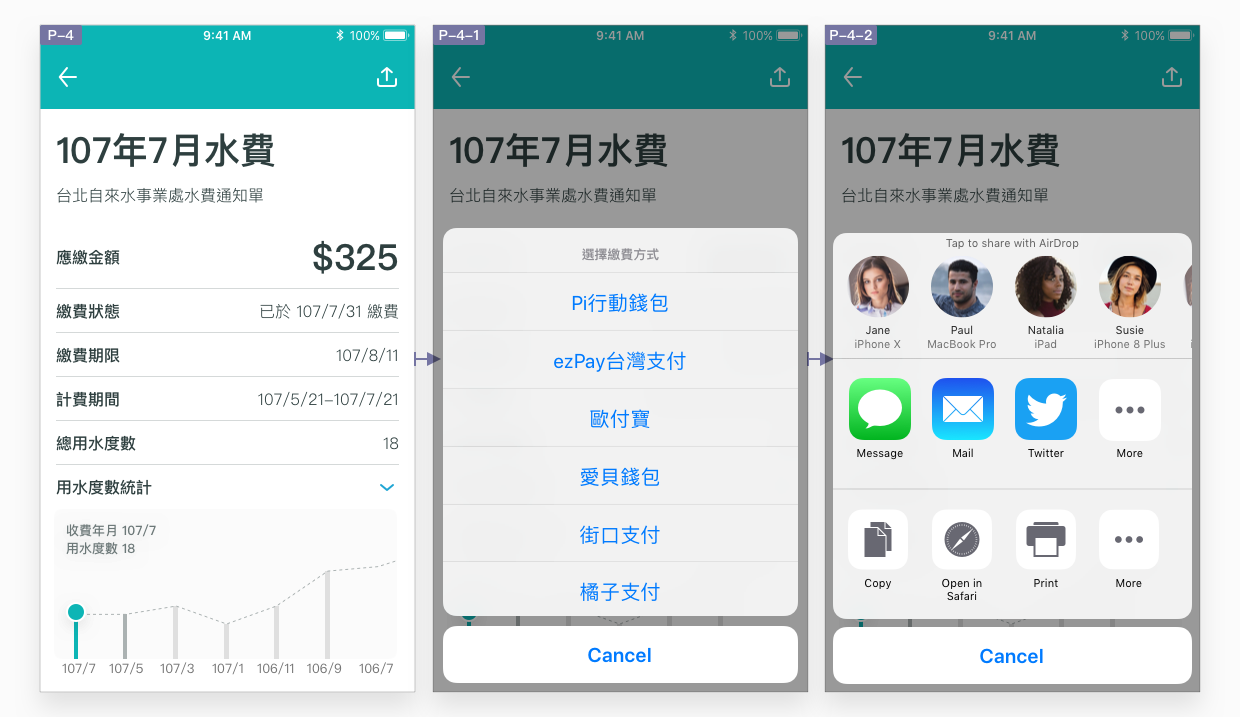 P-4
9:41 AM
100%
107年7月水費
台北自來水事業處水費通知單
應繳金額
$325
繳費狀態
已於 107/7/31 繳費
繳費期限
107/8/11
計費期間
107/5/21-107/7/21
總用水度數
18
用水度數統計
收費年月 107/7
用水度數 18
107/7 107/5 107/3 107/1 106/11 106/9 106/7
P-4-1
9:41 AM
100%
107年7月水費
台北自來水事業處水費通知單
選擇繳費方式
Pi行動錢包
ezPay台灣支付
歐付寶
愛貝錢包
街口支付
橘子支付
Cancel
P-4-2
9:41 AM
100%
107年7月水費
台北自來水事業處水費通知單
Tap to share with AirDrop
Jane Paul Natalia Susie
iPhone X MacBook Pro iPad iPhone 8 Plus
Message Mail Twitter More
Copy Open in Print More
Safari
Cancel